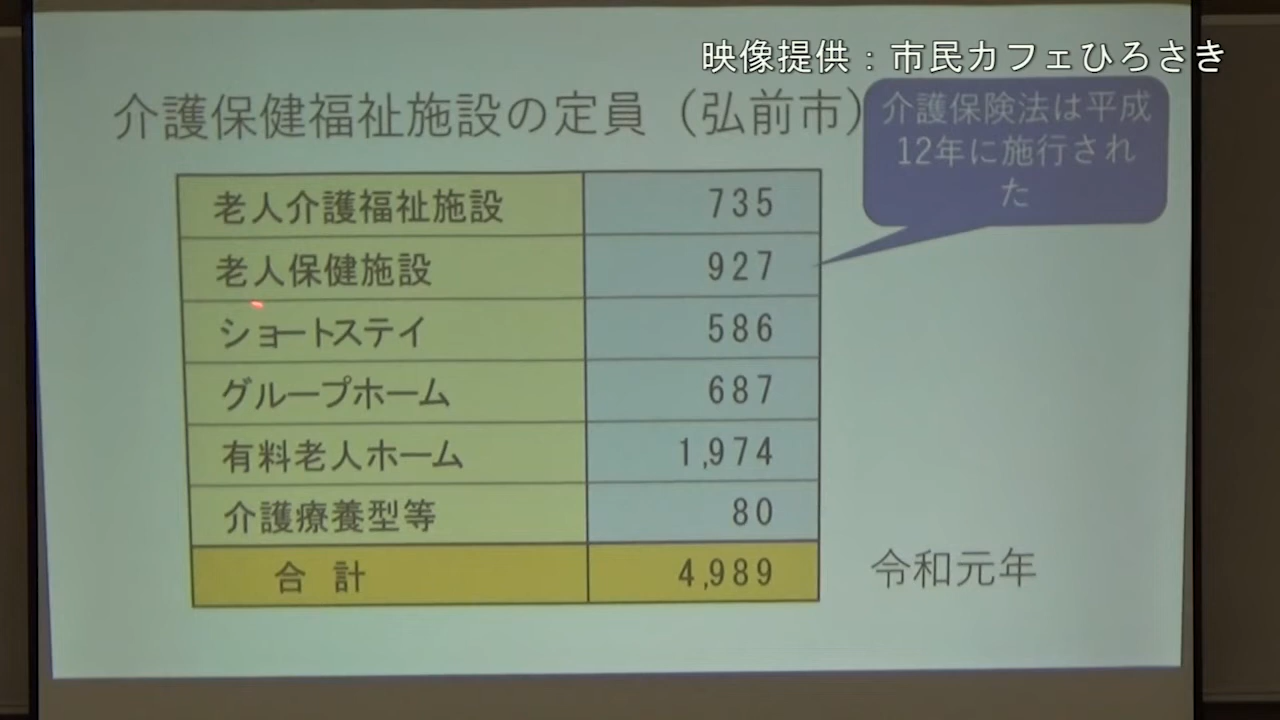 映像提供：市民カフェひろさき
介護保健福祉施設の定員（弘前市）
介護保険法は平成
12年に施行され
た
老人介護福祉施設 735
老人保健施設 927
ショートステイ 586
グループホーム 687
有料老人ホーム 1,974
介護療養型等 80
合 計 4,989
令和元年